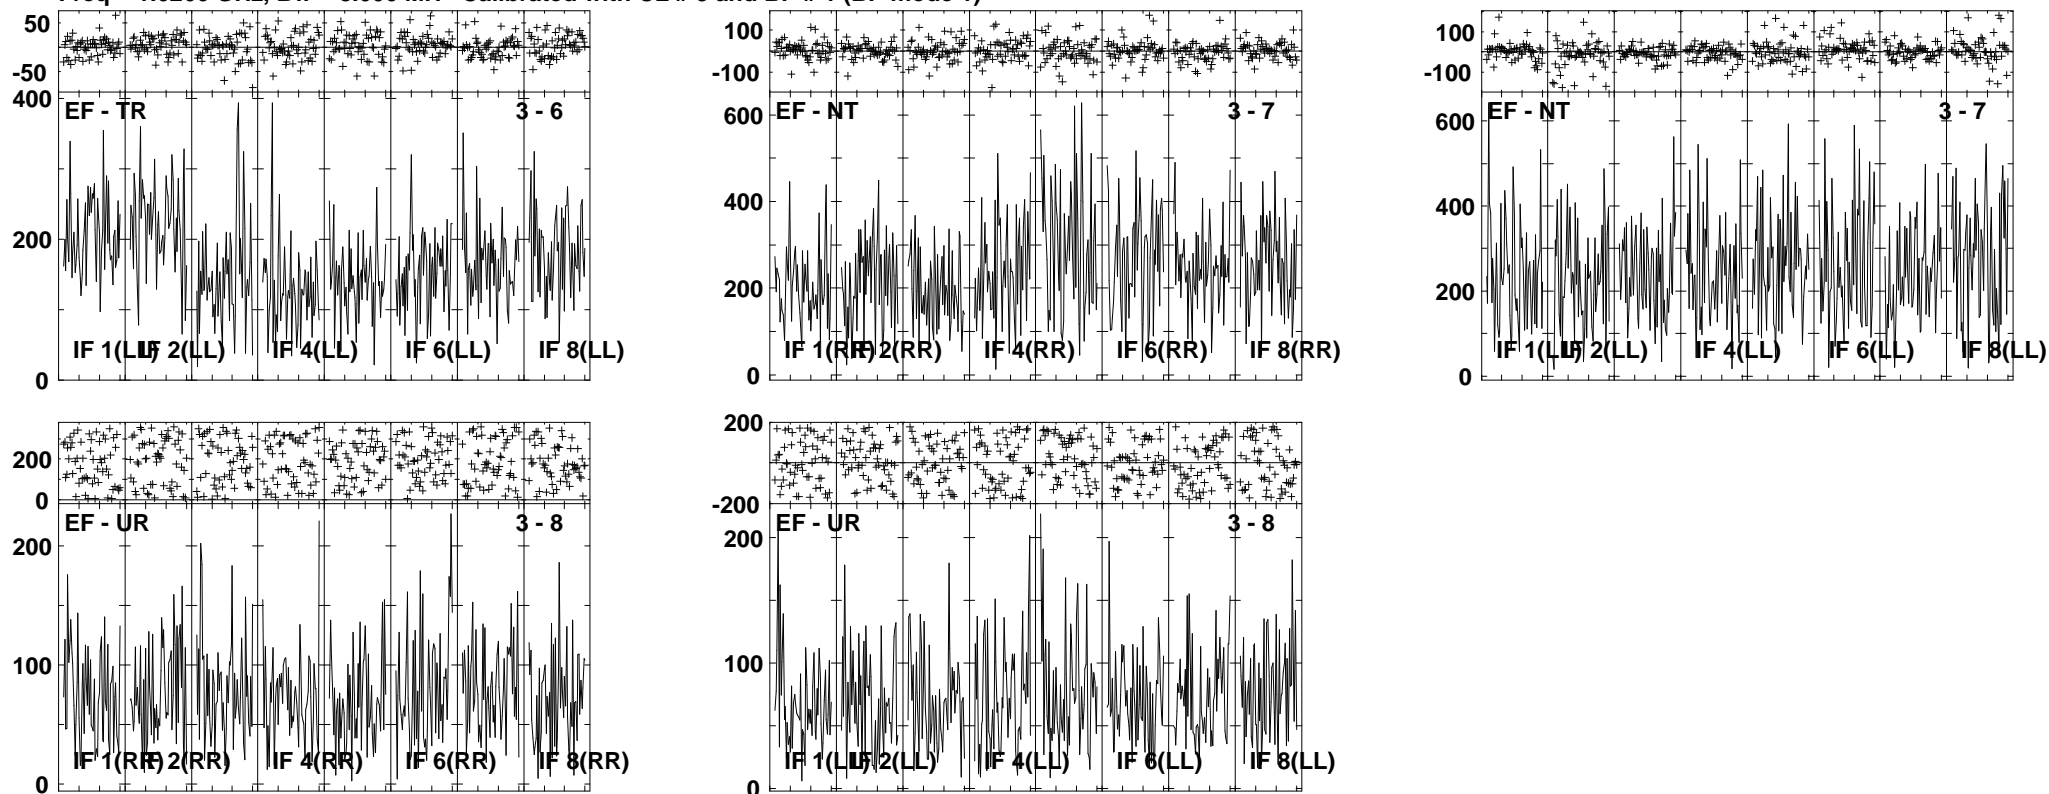 50
-50
400
EF - TR
3 - 6
300
200
100
IF 1(LL)
IF 2(LL)
IF 4(LL)
IF 6(LL)
IF 8(LL)
0
100
-100
600
EF - NT
3 - 7
400
200
IF 1(RR)
IF 2(RR)
IF 4(RR)
IF 6(RR)
IF 8(RR)
0
100
-100
600
EF - NT
3 - 7
400
200
IF 1(LL)
IF 2(LL)
IF 4(LL)
IF 6(LL)
IF 8(LL)
0
200
0
EF - UR
3 - 8
200
100
IF 1(RR)
IF 2(RR)
IF 4(RR)
IF 6(RR)
IF 8(RR)
0
200
-200
EF - UR
3 - 8
200
100
IF 1(LL)
IF 2(LL)
IF 4(LL)
IF 6(LL)
IF 8(LL)
0